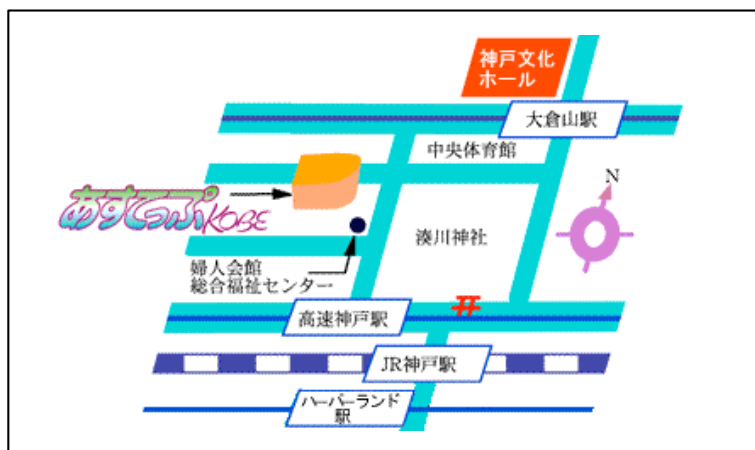 神戸文化
ホール
大倉山駅
中央体育館
N
あすてっぷKOBE
湊川神社
婦人会館
総合福祉センター
高速神戸駅
JR神戸駅
ハーバーランド
駅